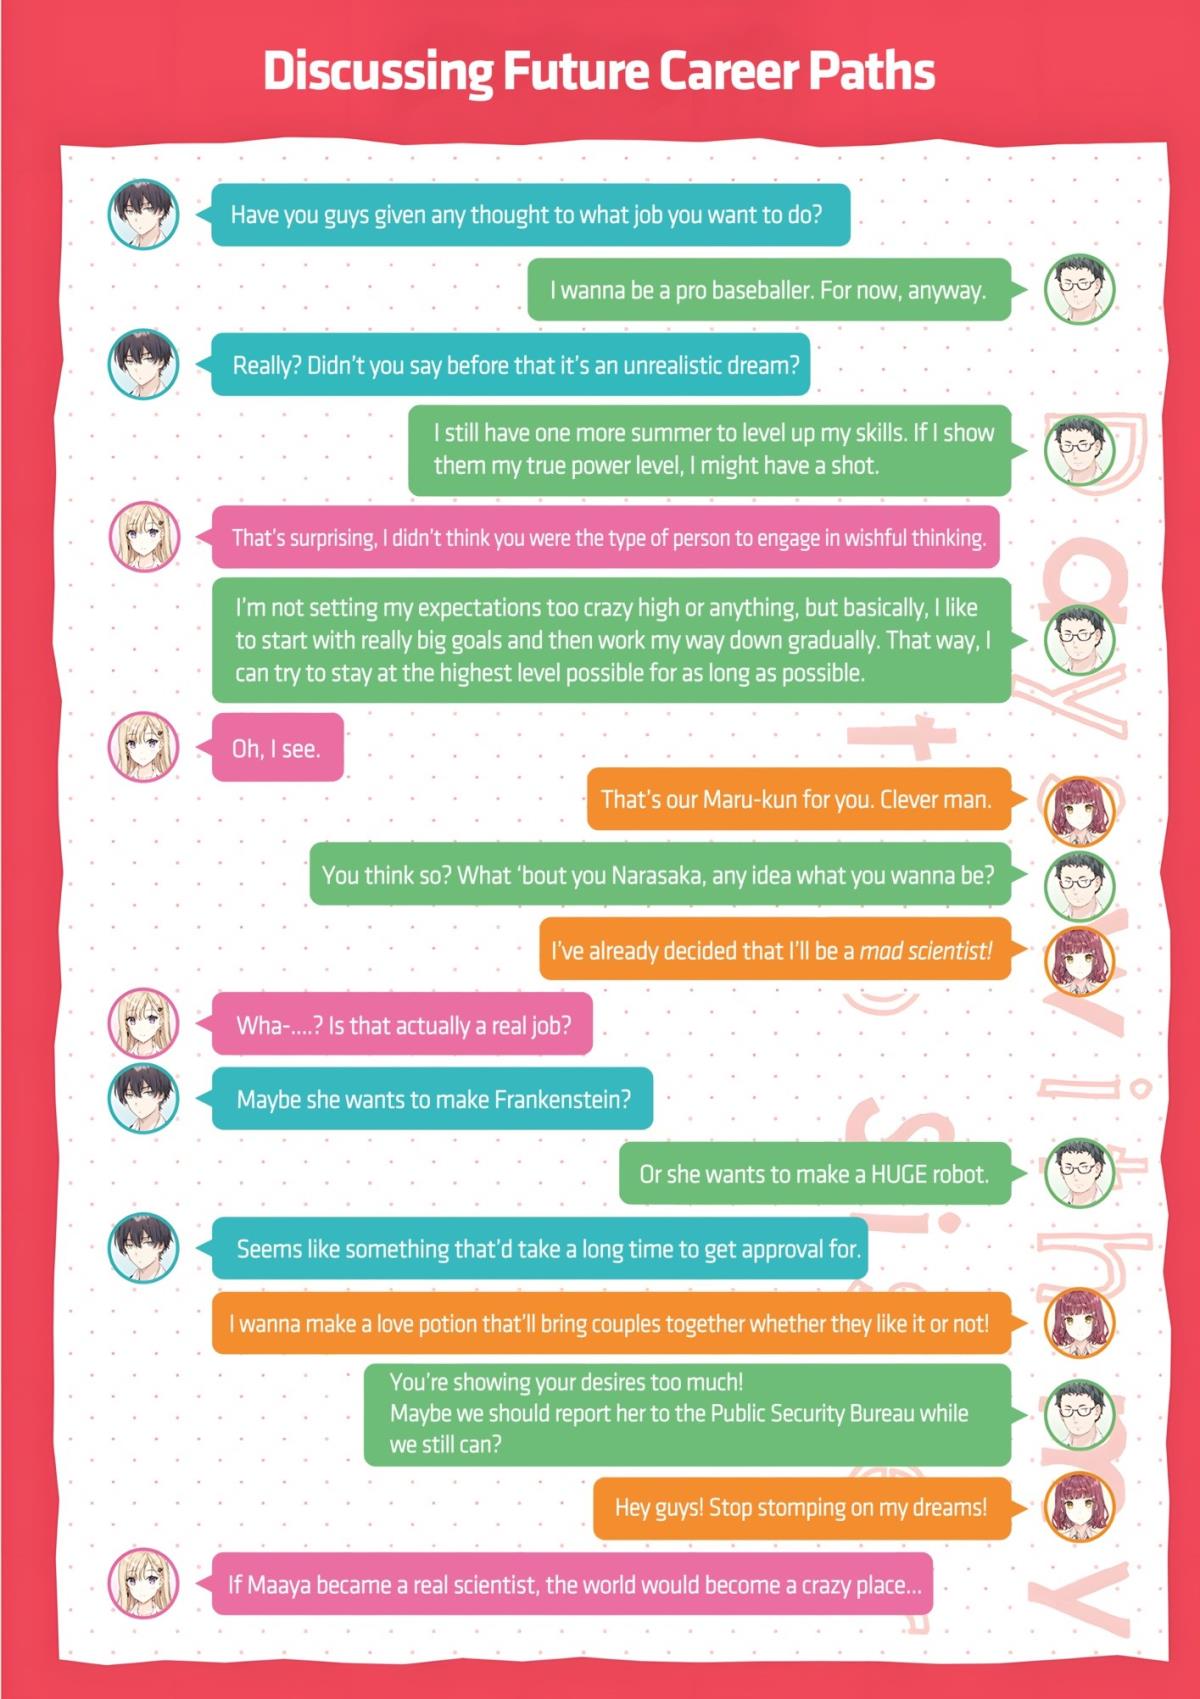 Discussing Future Career Paths
Have you guys given any thought to what job you want to do?
I wanna be a pro baseballer. For now, anyway.
Really? Didn't you say before that it's an unrealistic dream?
I still have one more summer to level up my skills. If I show
them my true power level, I might have a shot.
That's surprising, I didn't think you were the type of person to engage in wishful thinking.
I'm not setting my expectations too crazy high or anything, but basically, I like
to start with really big goals and then work my way down gradually. That way, I
can try to stay at the highest level possible for as long as possible.
Oh, I see.
That's our Maru-kun for you. Clever man.
You think so? What ‘bout you Narasaka, any idea what you wanna be?
I've already decided that I'll be a mad scientist!
Wha-....? Is that actually a real job?
Maybe she wants to make Frankenstein?
Or she wants to make a HUGE robot.
Seems like something that'd take a long time to get approval for.
I wanna make a love potion that'll bring couples together whether they like it or not!
You're showing your desires too much!
Maybe we should report her to the Public Security Bureau while
we still can?
Hey guys! Stop stomping on my dreams!
If Maaya became a real scientist, the world would become a crazy place...
Day
with
my